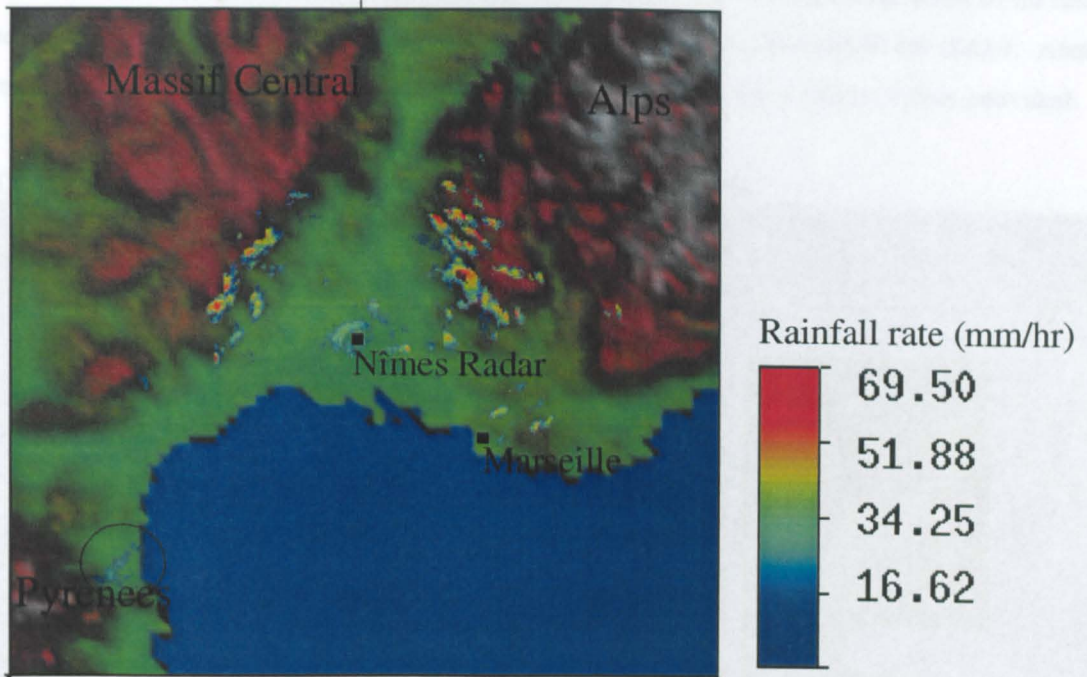 Massif Central
Alps
Nîmes Radar
Marseille
Pyrenees
Rainfall rate (mm/hr)
69.50
51.88
34.25
16.62